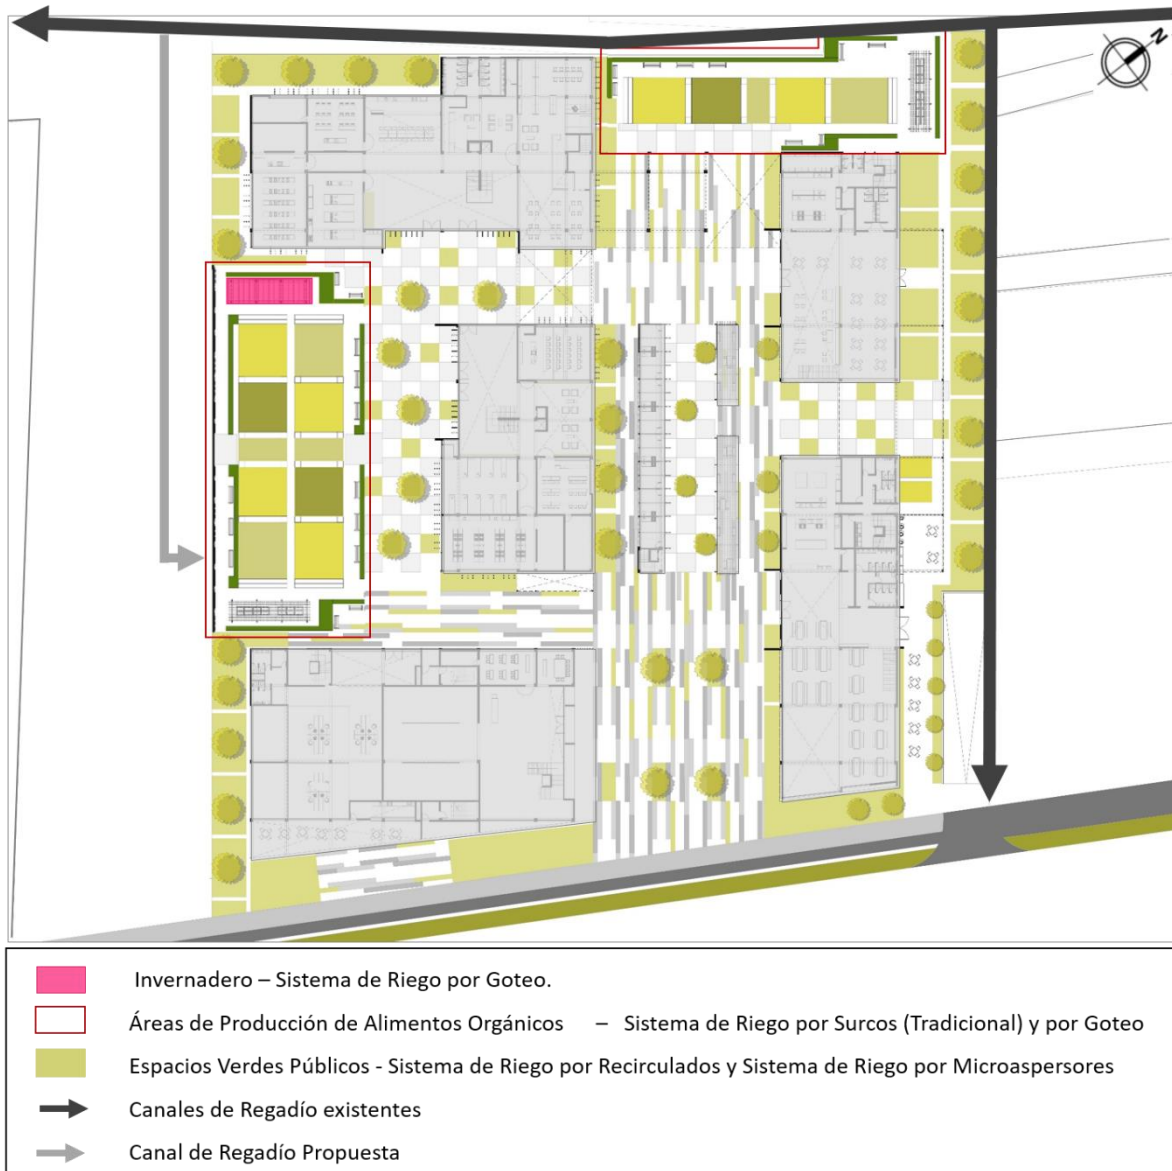 N
Invernadero – Sistema de Riego por Goteo.
Áreas de Producción de Alimentos Orgánicos – Sistema de Riego por Surcos (Tradicional) y por Goteo
Espacios Verdes Públicos - Sistema de Riego por Recirculados y Sistema de Riego por Microaspersores
Canales de Regadío existentes
Canal de Regadío Propuesta